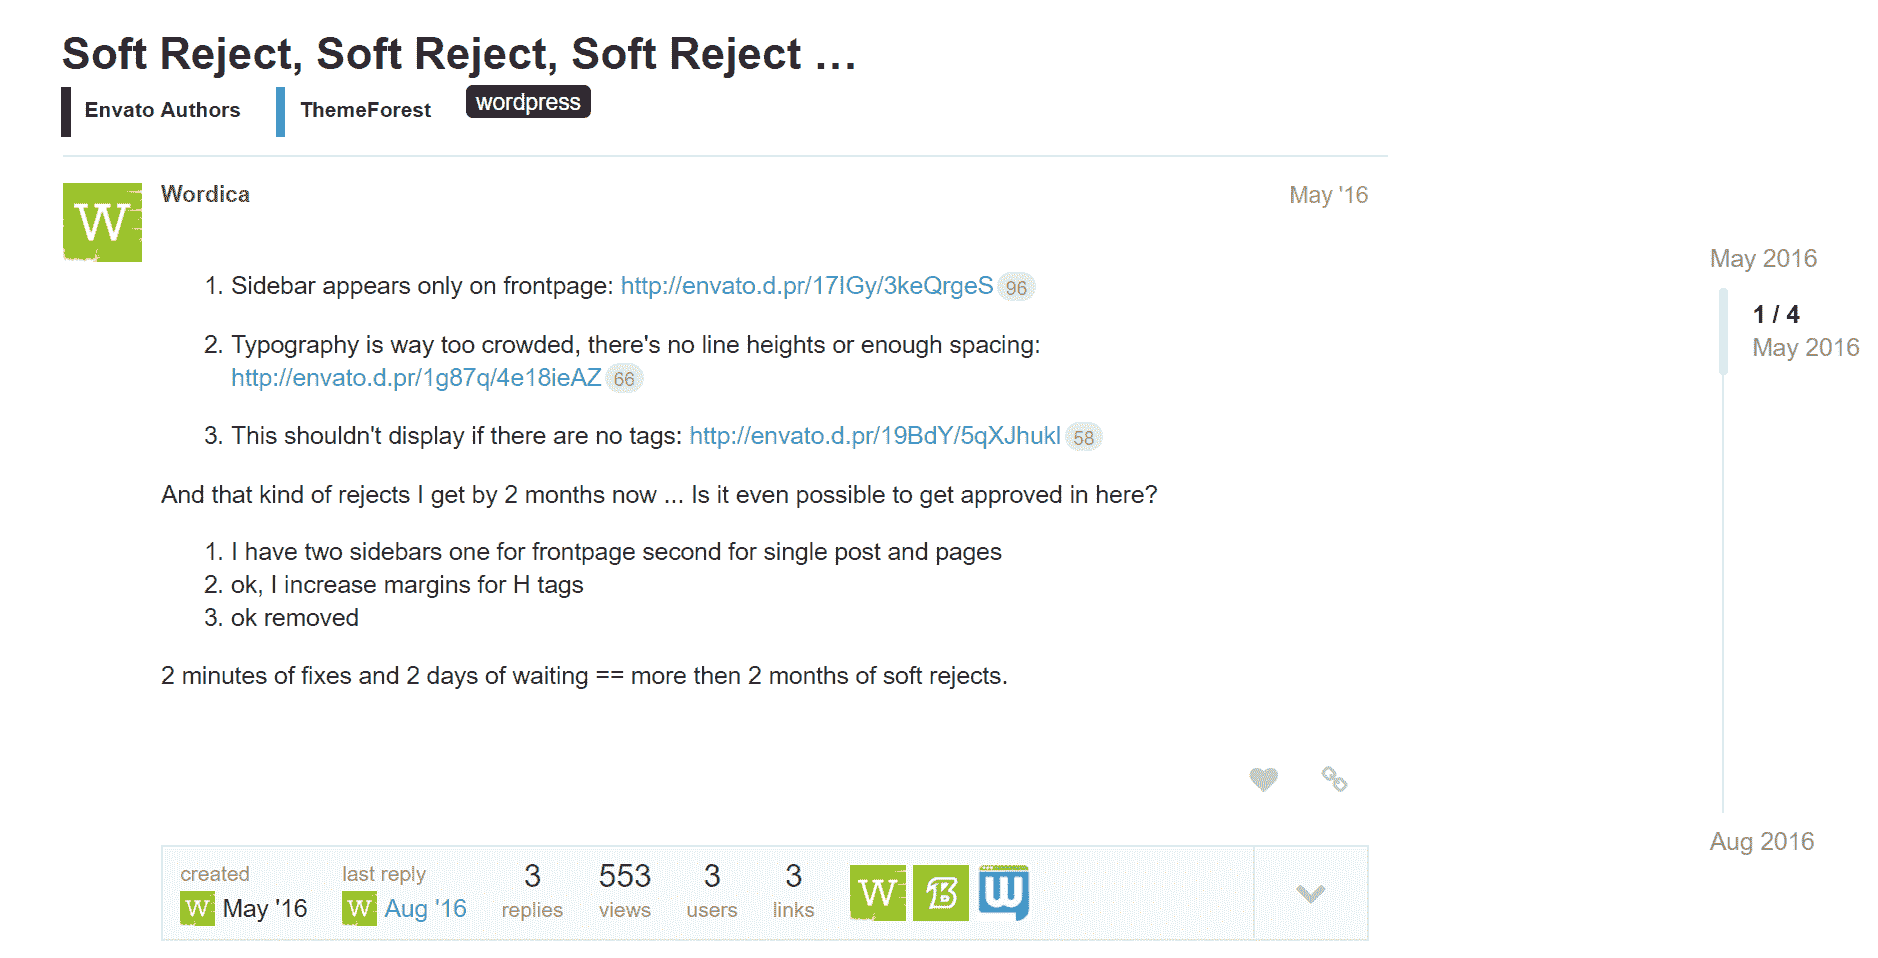 Soft Reject, Soft Reject, Soft Reject …
Envato Authors ThemeForest wordpress
W
Wordica May '16
1. Sidebar appears only on frontpage: http://envato.d.pr/17IGy/3keQrgeS 96
2. Typography is way too crowded, there's no line heights or enough spacing:
http://envato.d.pr/1g87q/4e18ieAZ 66
3. This shouldn't display if there are no tags: http://envato.d.pr/19BdY/5qXJhukl 58
And that kind of rejects I get by 2 months now ... Is it even possible to get approved in here?
1. I have two sidebars one for frontpage second for single post and pages
2. ok, I increase margins for H tags
3. ok removed
2 minutes of fixes and 2 days of waiting == more then 2 months of soft rejects.
May 2016
1 / 4
May 2016
Aug 2016
created last reply 3 553 3 3
W May '16 W Aug '16 replies views users links W B W